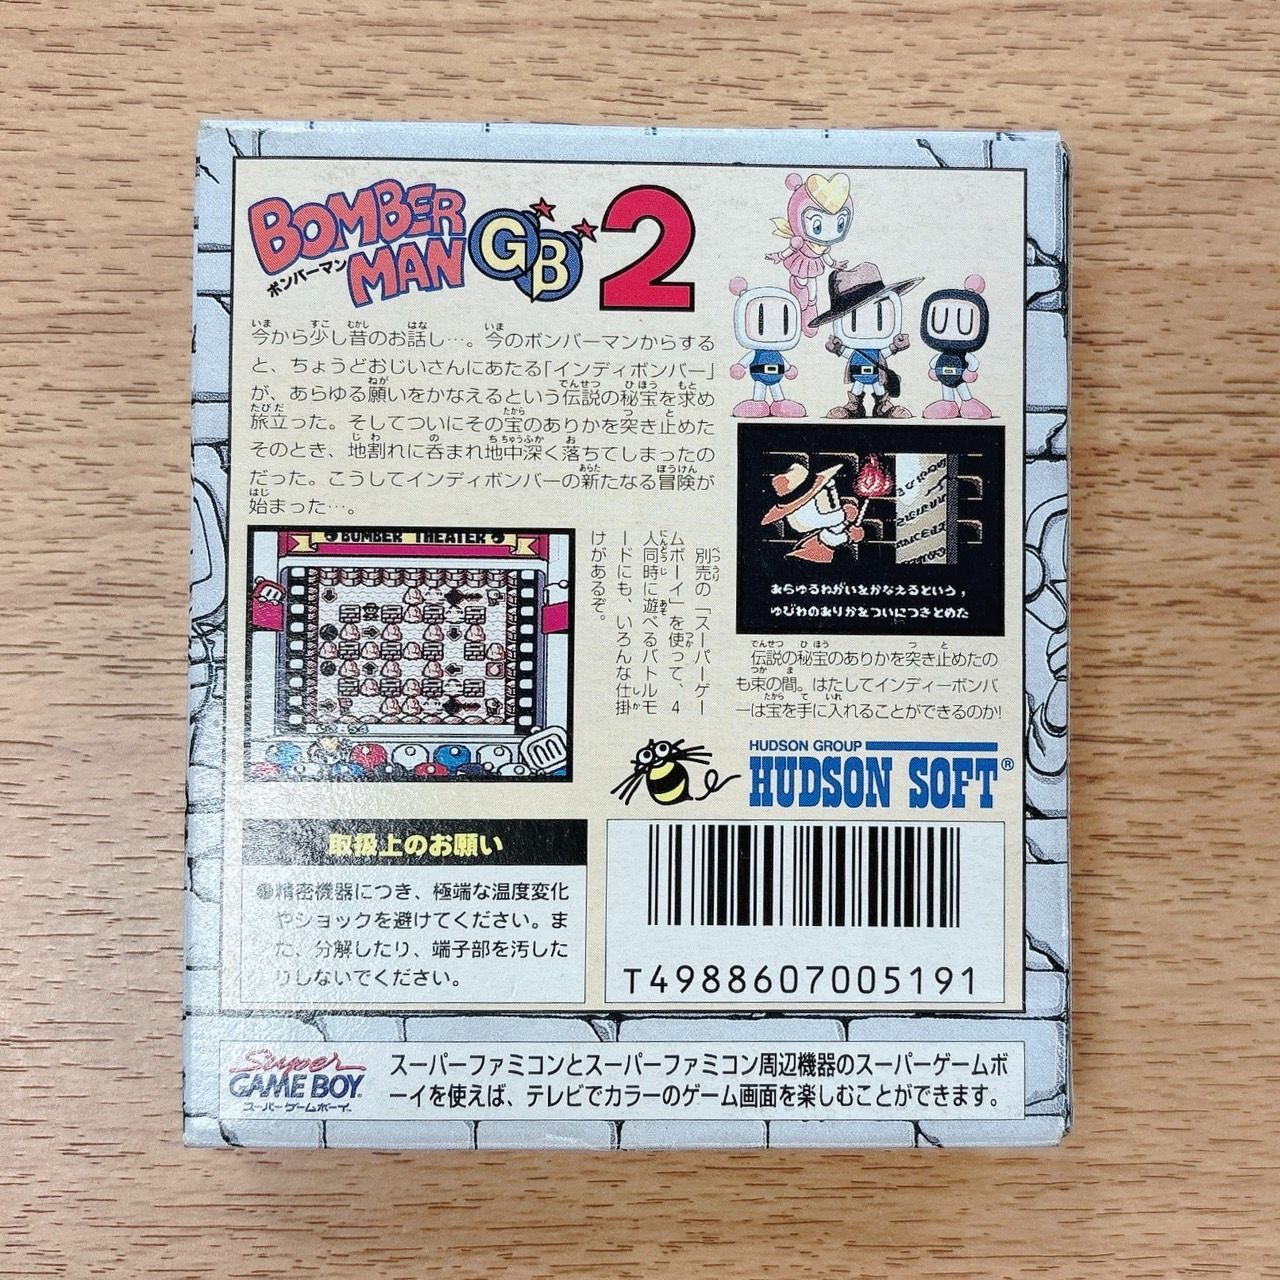 BOMBER
MAN
ボンバーマン
GB 2
今から少し昔のお話し…。今のボンバーマンからする
と、ちょうどおじいさんにあたる「インディボンバー」
が、あらゆる願いをかなえるという伝説の秘宝を求め
旅立った。そしてついにその宝のありかを突き止めた
そのとき、地割れに呑まれ地中深く落ちてしまったの
だった。こうしてインディボンバーの新たなる冒険が
始まった…。
BOMBER THEATER
別売の「スーパーゲー
ムボーイ」を使って、4
人同時に遊べるバトルモ
ードにも、いろんな仕掛
けがあるぞ。
あらゆるねがいをかなえるという，
ゆびわのありかをついにつきとめた
伝説の秘宝のありかを突き止めたの
も束の間。はたしてインディーボンバ
ーは宝を手に入れることができるのか!
HUDSON GROUP
HUDSON SOFT®
取扱上のお願い
●精密機器につき、極端な温度変化
やショックを避けてください。ま
た、分解したり、端子部を汚した
りしないでください。
T4988607005191
Super
GAME BOY
スーパーゲームボーイ
スーパーファミコンとスーパーファミコン周辺機器のスーパーゲームボ
ーイを使えば、テレビでカラーのゲーム画面を楽しむことができます。